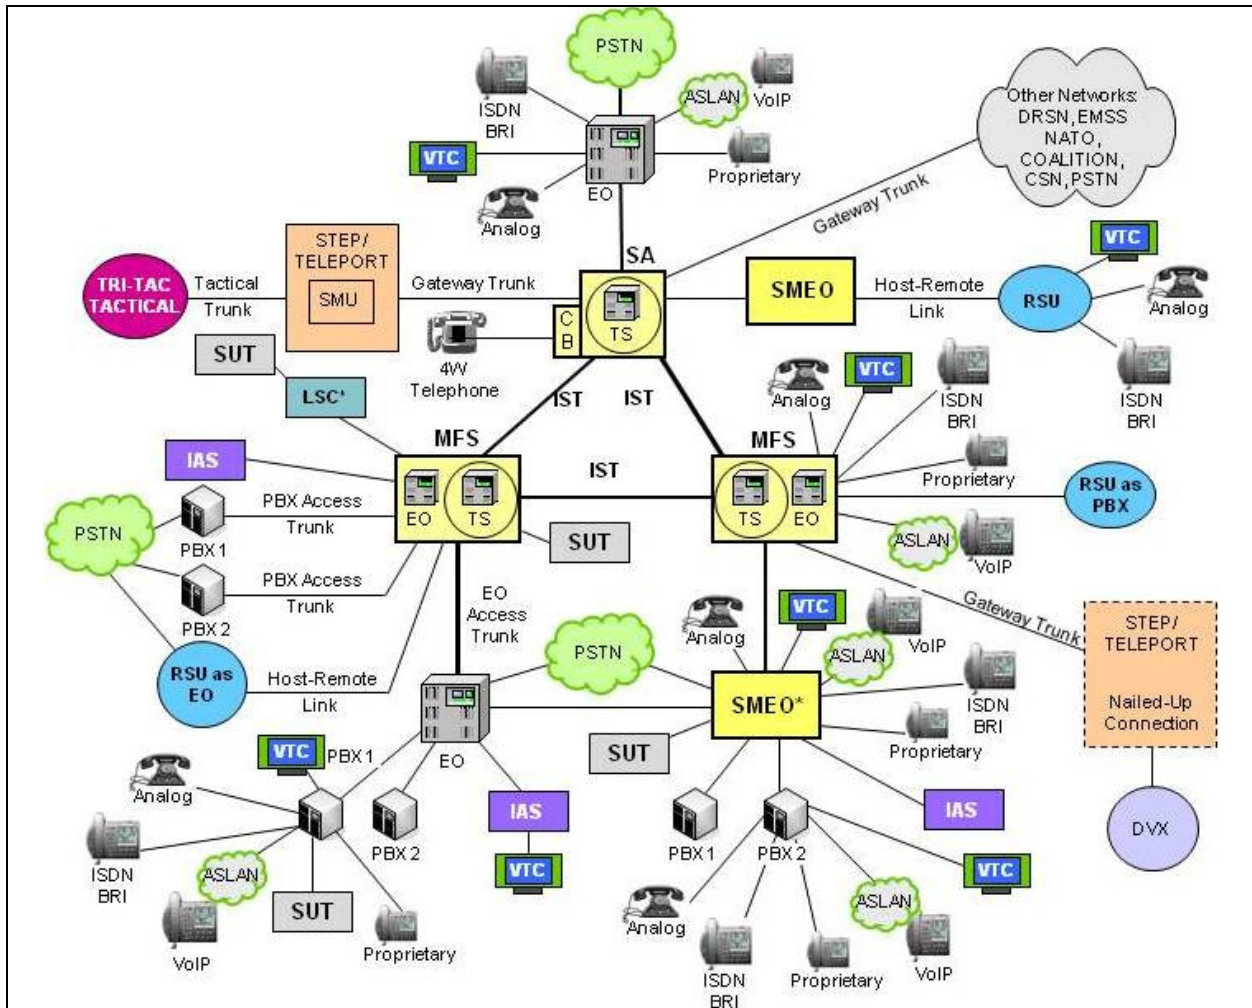 PSTN
ISDN
BRI
ASLAN
VoIP
VTC
EO
Proprietary
Analog
Other Networks:
DRSN, EMSS
NATO,
COALITION,
CSN, PSTN
Gateway Trunk
SA
TRI-TAC
TACTICAL
Tactical
Trunk
STEP/
TELEPORT
SMU
Gateway Trunk
C
B
TS
SMEO
Host-Remote
Link
RSU
VTC
Analog
ISDN
BRI
SUT
LSC*
4W
Telephone
IST
IST
IST
MFS
EO
TS
SUT
MFS
TS
EO
Analog
VTC
ISDN
BRI
Proprietary
RSU as
PBX
ASLAN
VoIP
IAS
PSTN
PBX 1
PBX Access
Trunk
PBX 2
PBX Access
Trunk
RSU as
EO
Host-Remote
Link
EO
Access
Trunk
PSTN
Gateway Trunk
STEP/
TELEPORT
Nailed-Up
Connection
DVX
EO
Analog
VTC
VoIP
ASLAN
ISDN
BRI
SMEO*
Proprietary
SUT
IAS
VTC
PBX 1
PBX 2
IAS
VTC
Analog
ISDN
BRI
ASLAN
VoIP
SUT
Proprietary
PBX 1
PBX 2
VTC
Analog
ISDN
BRI
Proprietary
ASLAN
VoIP